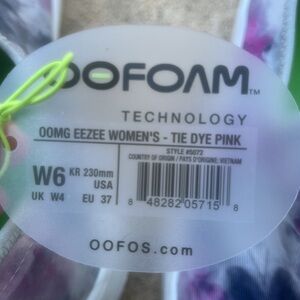 OOFOAM™
TECHNOLOGY
OOMG EEZEE WOMEN'S - TIE DYE PINK
STYLE #5072
COUNTRY OF ORIGIN / PAYS D'ORIGINE: VIETNAM
W6 KR 230mm
USA
UK W4 EU 37
8 48282 05715 8
OOFOS.com